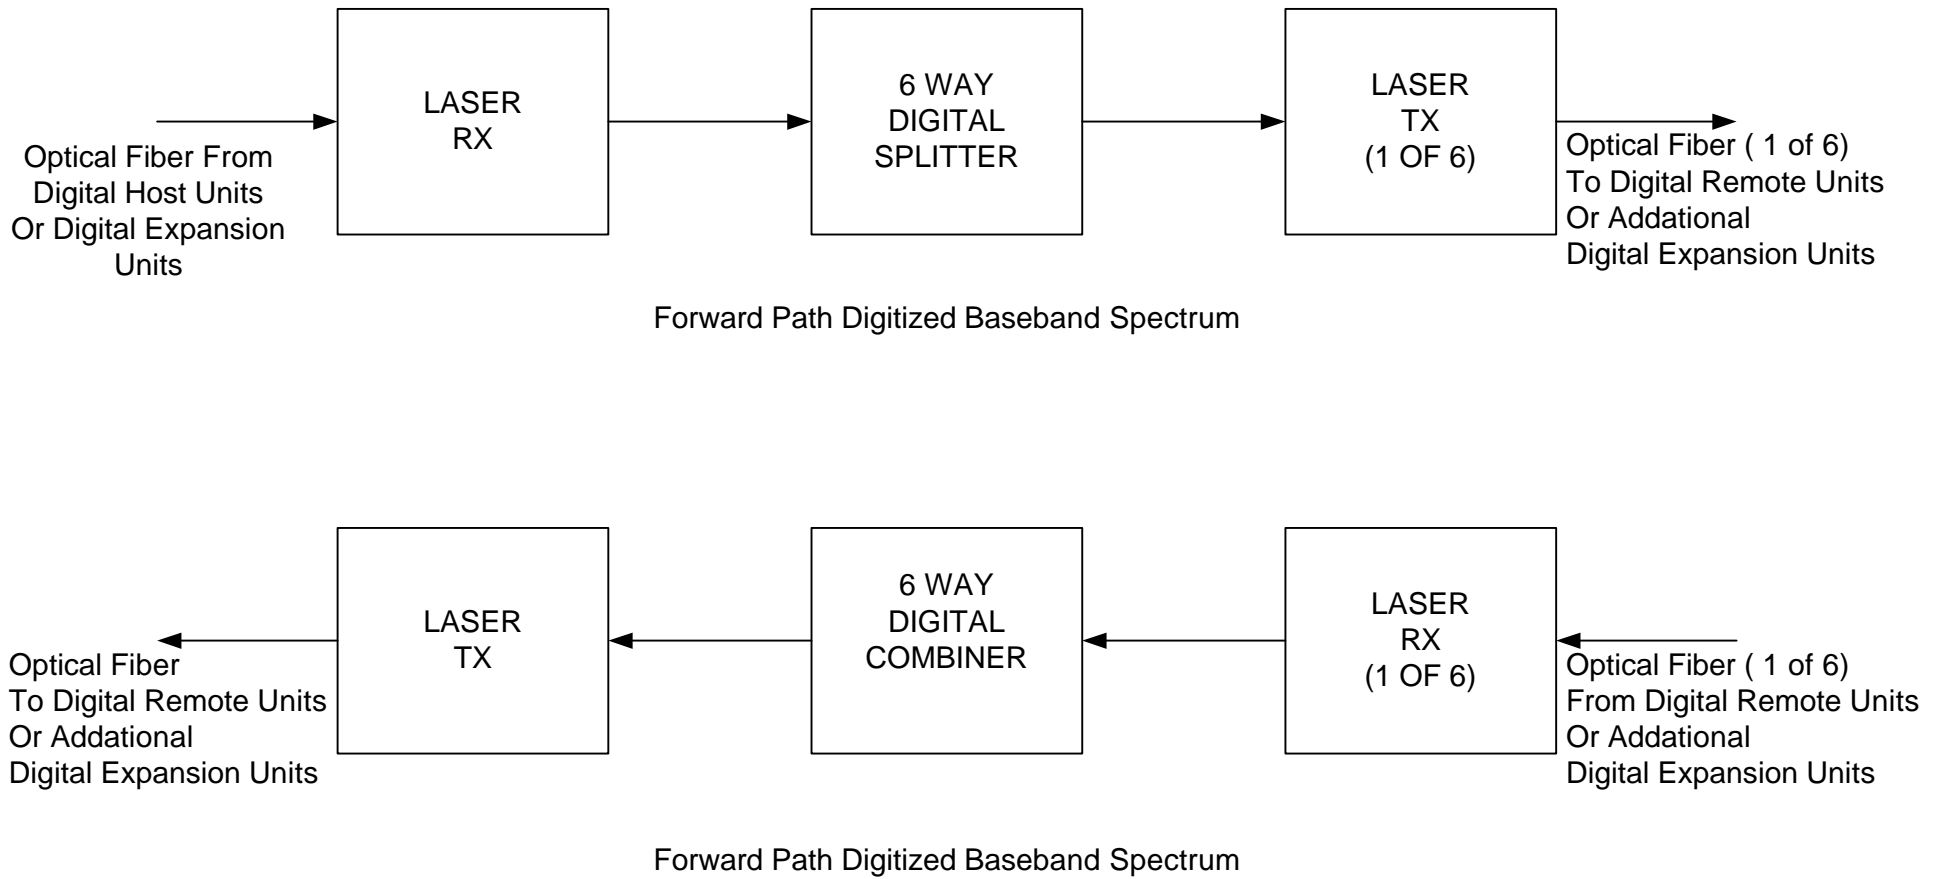 LASER
RX
6 WAY
DIGITAL
SPLITTER
LASER
TX
(1 OF 6)
Optical Fiber From
Digital Host Units
Or Digital Expansion
Units
Optical Fiber ( 1 of 6)
To Digital Remote Units
Or Addational
Digital Expansion Units
Forward Path Digitized Baseband Spectrum
LASER
TX
6 WAY
DIGITAL
COMBINER
LASER
RX
(1 OF 6)
Optical Fiber
To Digital Remote Units
Or Addational
Digital Expansion Units
Optical Fiber ( 1 of 6)
From Digital Remote Units
Or Addational
Digital Expansion Units
Forward Path Digitized Baseband Spectrum